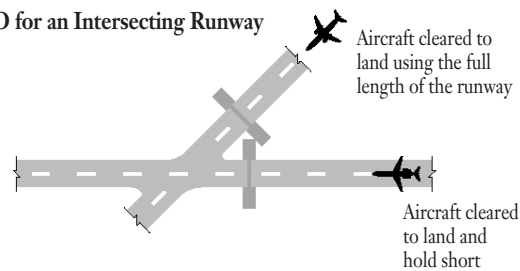 for an Intersecting Runway
Aircraft cleared to
land using the full
length of the runway
Aircraft cleared
to land and
hold short